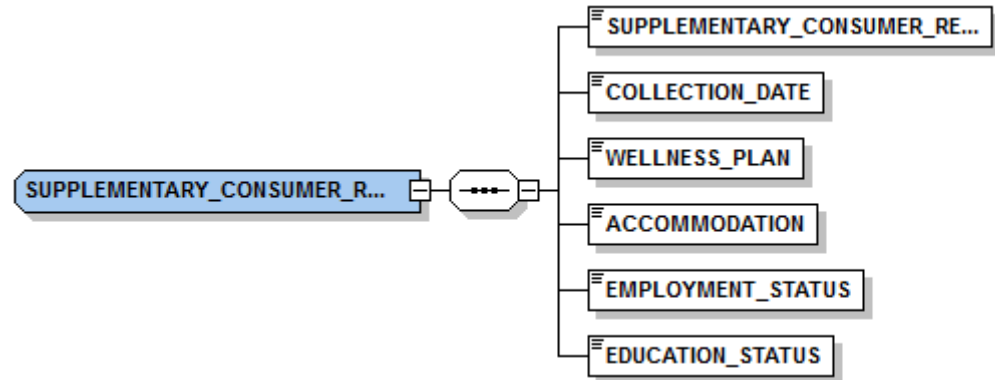 SUPPLEMENTARY_CONSUMER_RE...
COLLECTION_DATE
WELLNESS_PLAN
SUPPLEMENTARY_CONSUMER_R...
ACCOMMODATION
EMPLOYMENT_STATUS
EDUCATION_STATUS